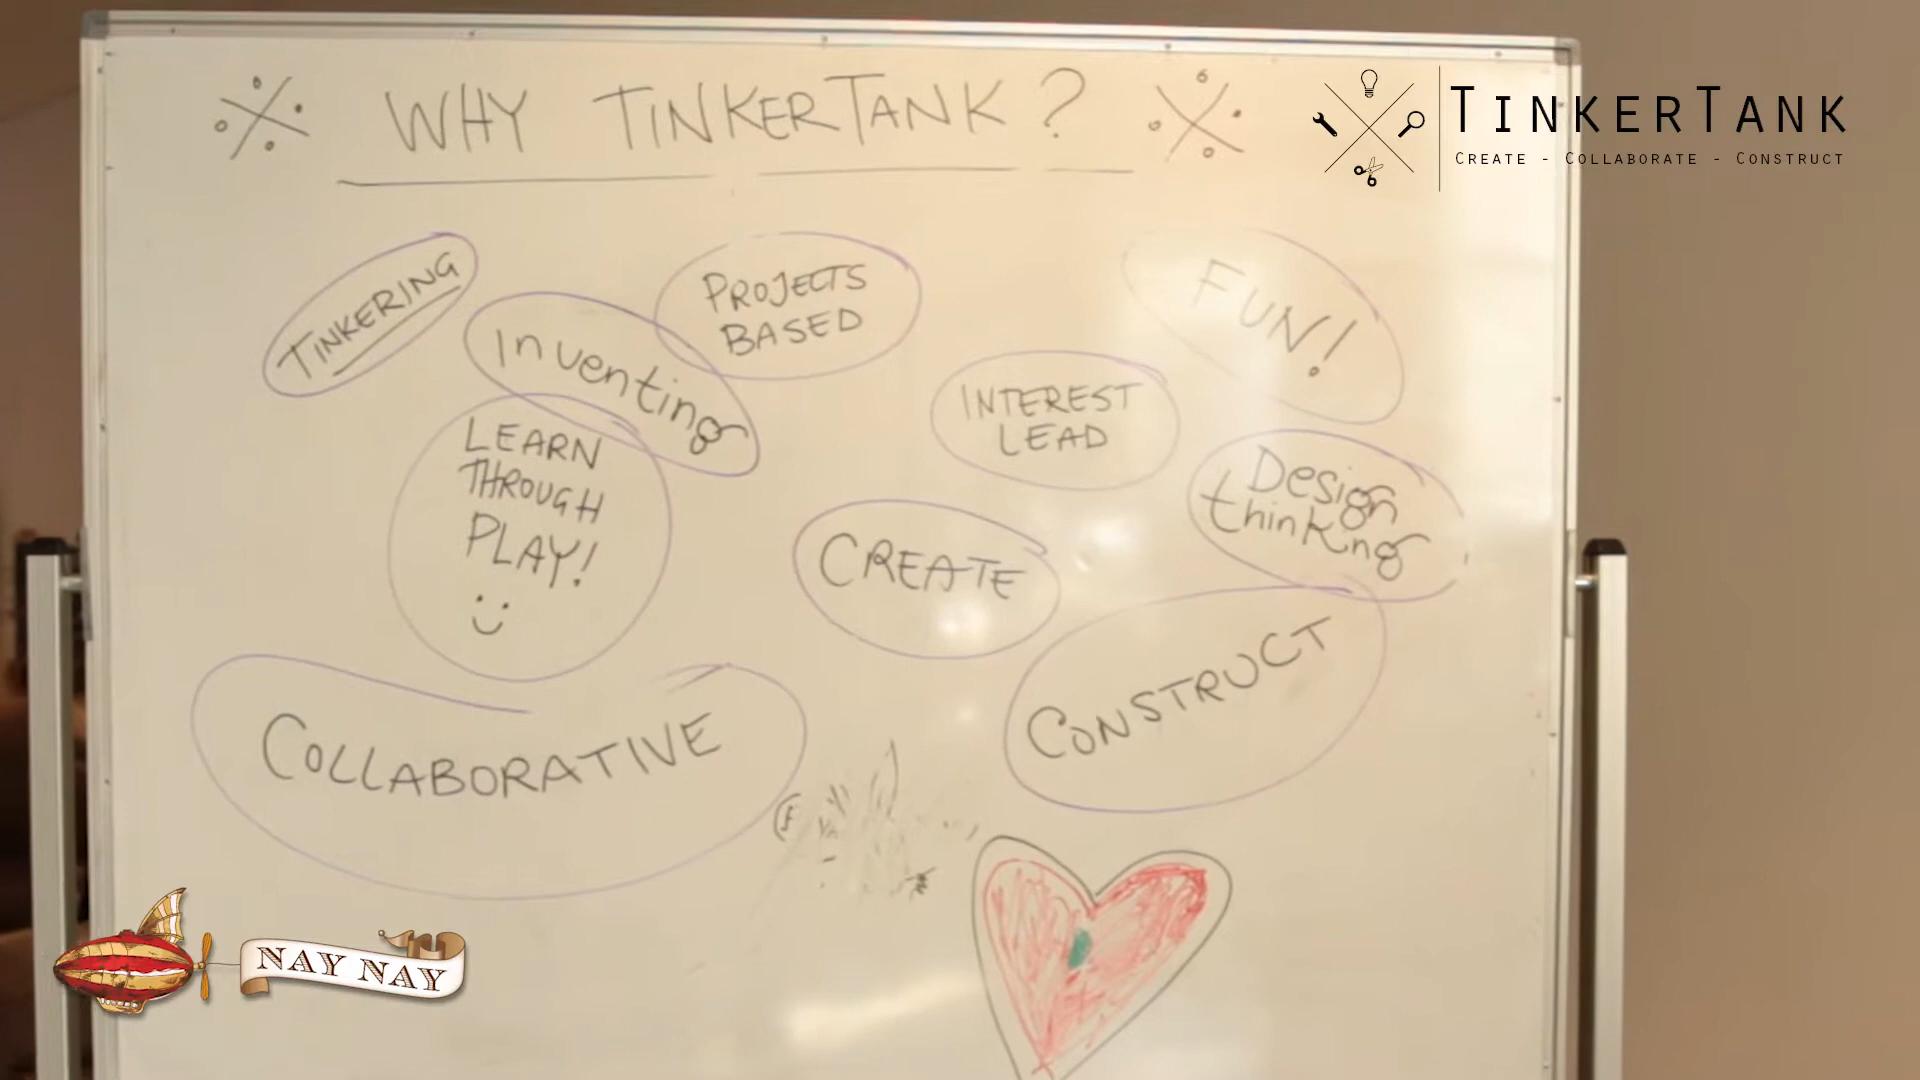 WHY TINKERTANK?
TINKERTANK
CREATE - COLLABORATE - CONSTRUCT
TINKERING
Inventing
PROJECTS
BASED
FUN!
INTEREST
LEAD
LEARN
THROUGH
PLAY!
Design
thinking
CREATE
CONSTRUCT
COLLABORATIVE
NAY NAY